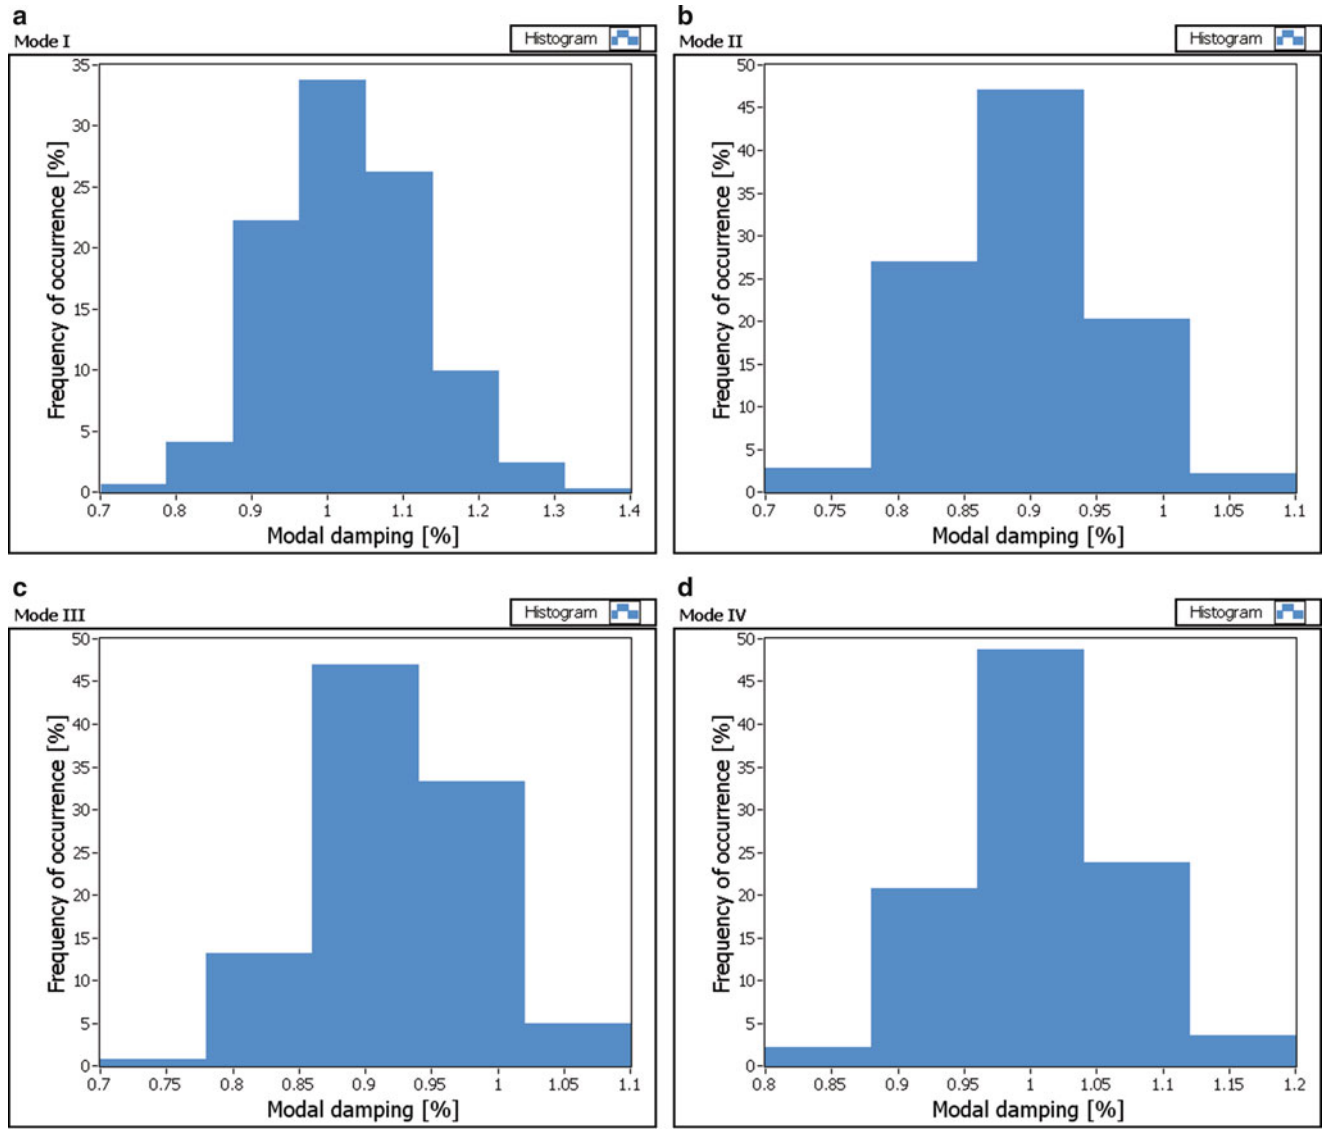 a
Mode I
Histogram
Frequency of occurrence [%]
35
30
25
20
15
10
5
0
0.7 0.8 0.9 1 1.1 1.2 1.3 1.4
Modal damping [%]
b
Mode II
Histogram
Frequency of occurrence [%]
50
45
40
35
30
25
20
15
10
5
0
0.7 0.75 0.8 0.85 0.9 0.95 1 1.05 1.1
Modal damping [%]
c
Mode III
Histogram
Frequency of occurrence [%]
50
45
40
35
30
25
20
15
10
5
0
0.7 0.75 0.8 0.85 0.9 0.95 1 1.05 1.1
Modal damping [%]
d
Mode IV
Histogram
Frequency of occurrence [%]
50
45
40
35
30
25
20
15
10
5
0
0.8 0.85 0.9 0.95 1 1.05 1.1 1.15 1.2
Modal damping [%]